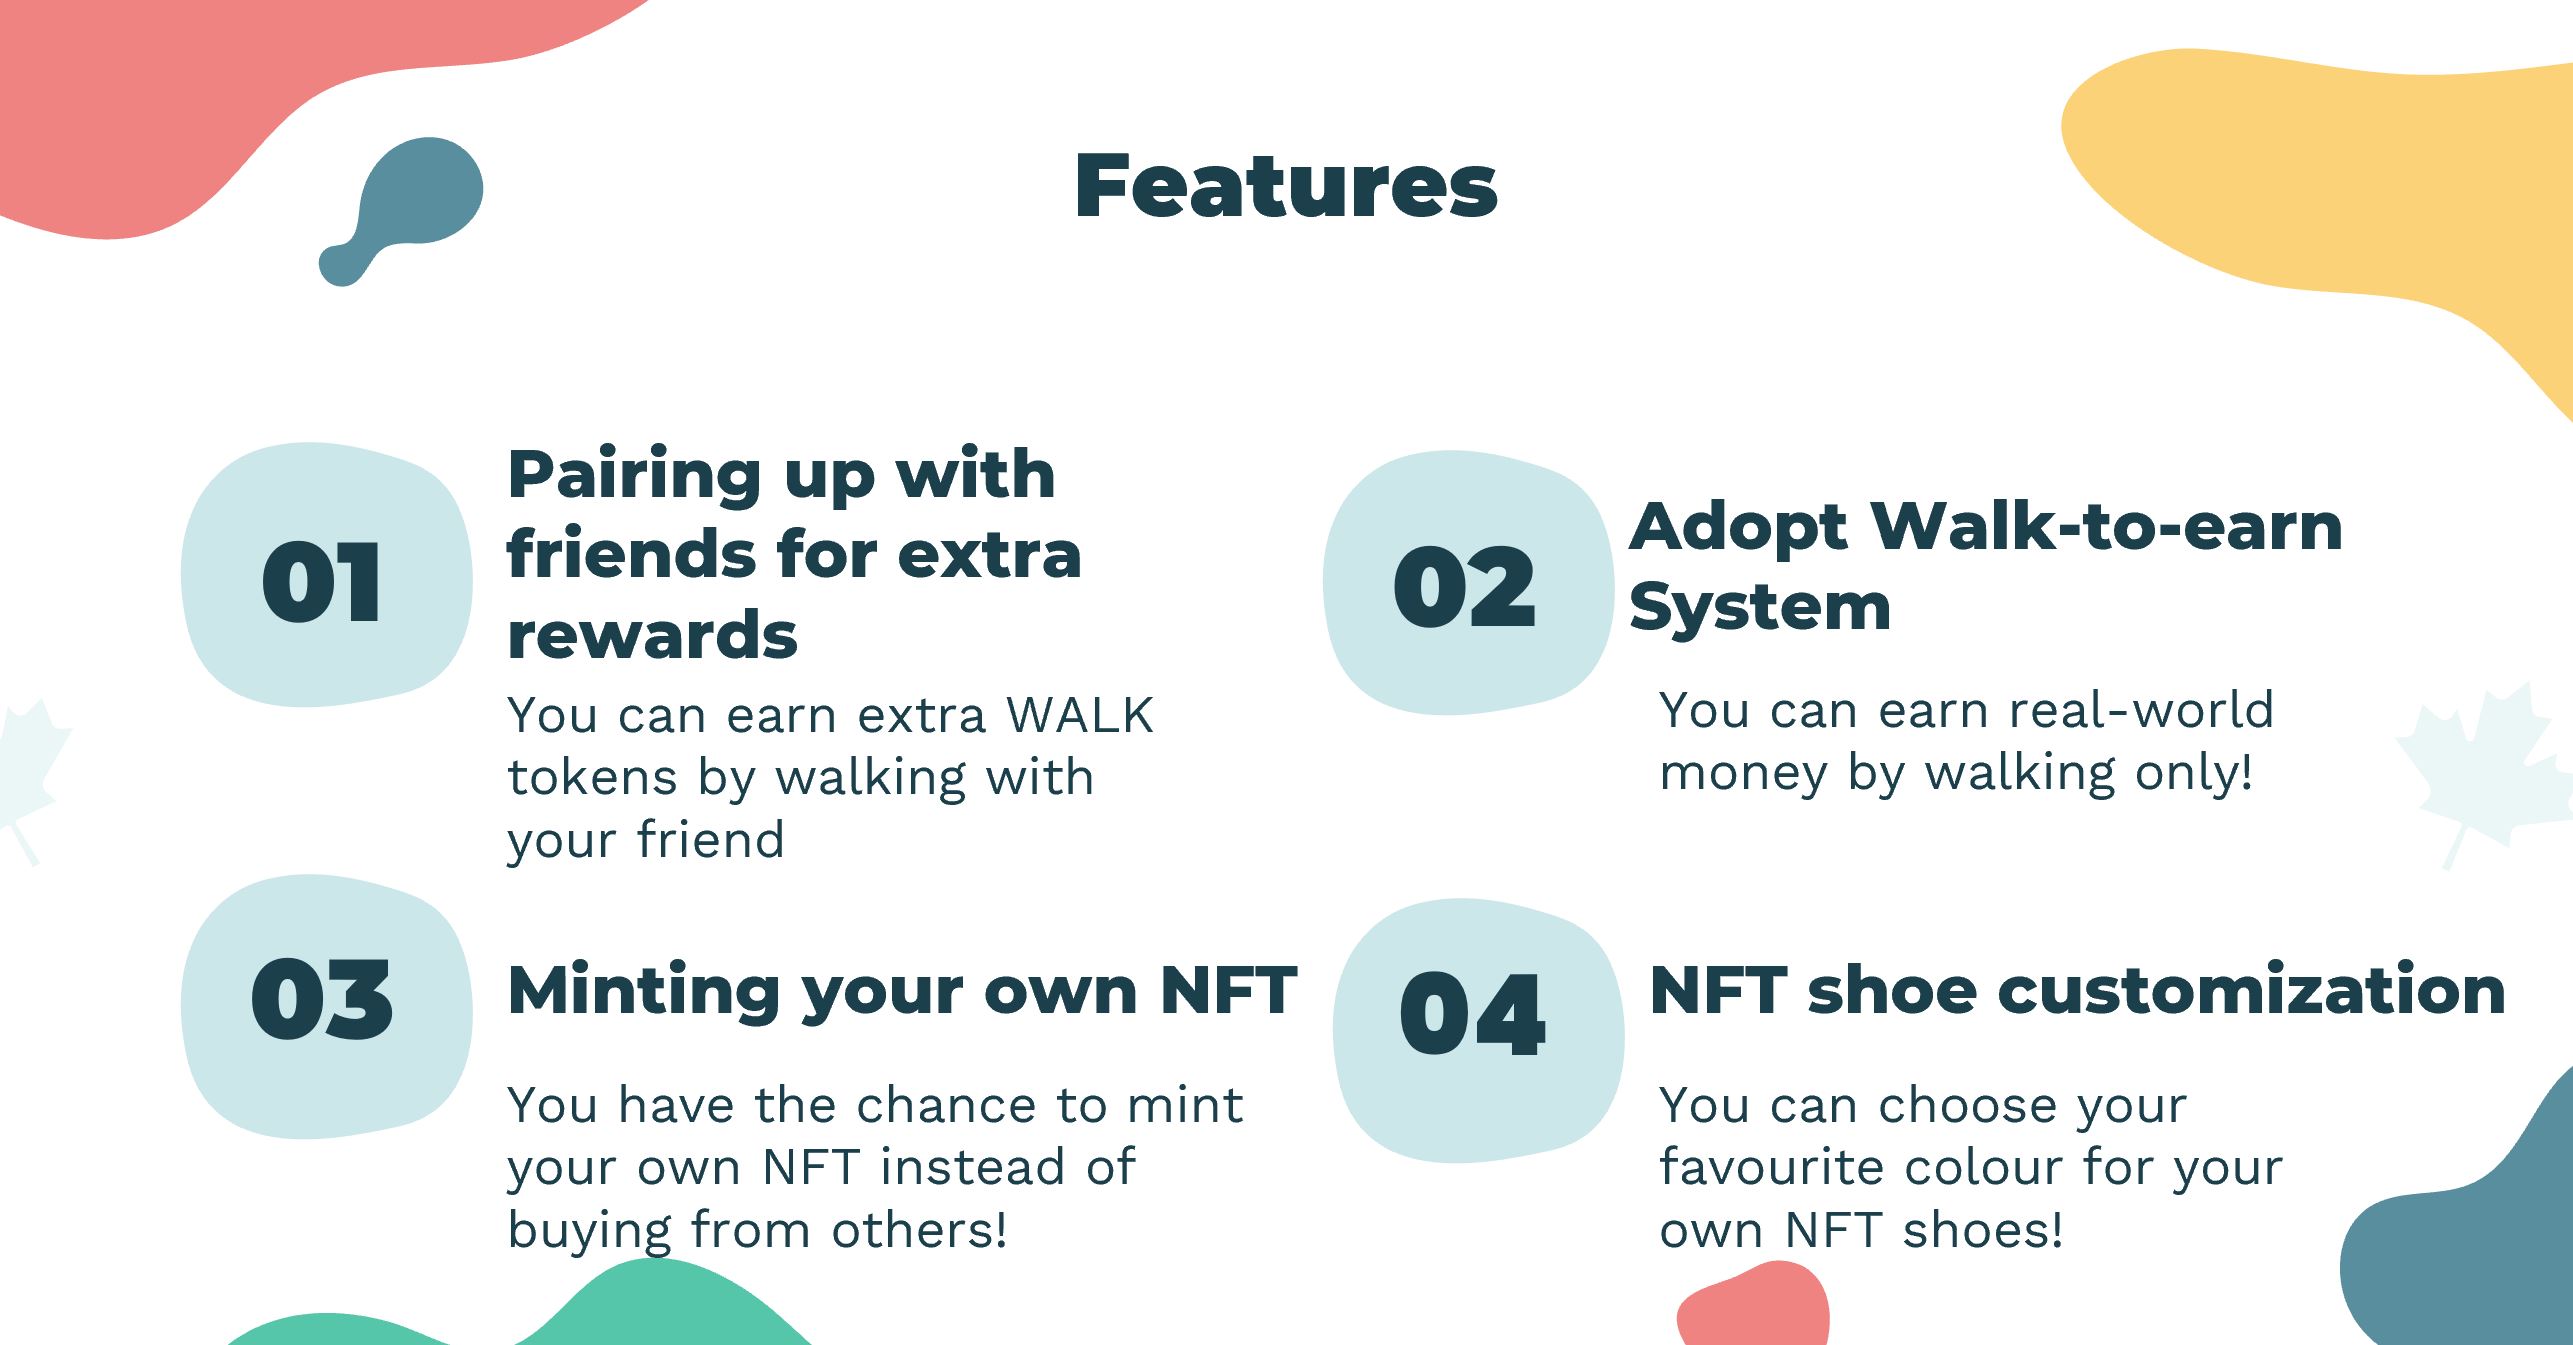 Features
01
Pairing up with
friends for extra
rewards
You can earn extra WALK
tokens by walking with
your friend
02
Adopt Walk-to-earn
System
You can earn real-world
money by walking only!
03
Minting your own NFT
You have the chance to mint
your own NFT instead of
buying from others!
04
NFT shoe customization
You can choose your
favourite colour for your
own NFT shoes!